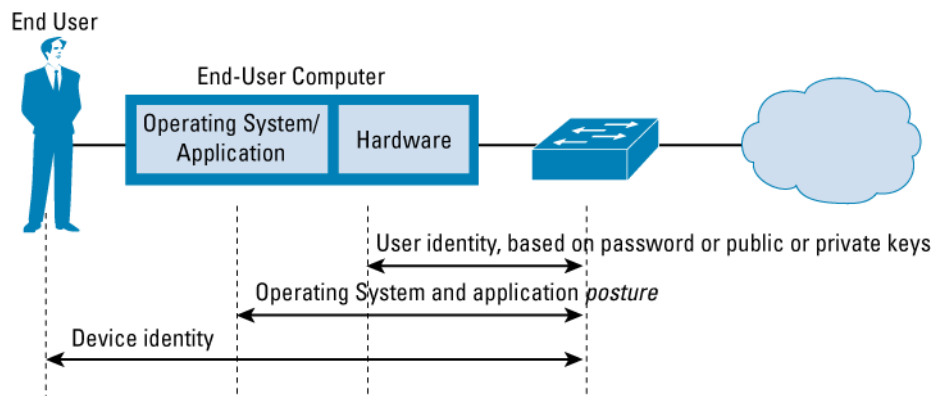 End User
End-User Computer
Operating System/
Application
Hardware
User identity, based on password or public or private keys
Operating System and application posture
Device identity